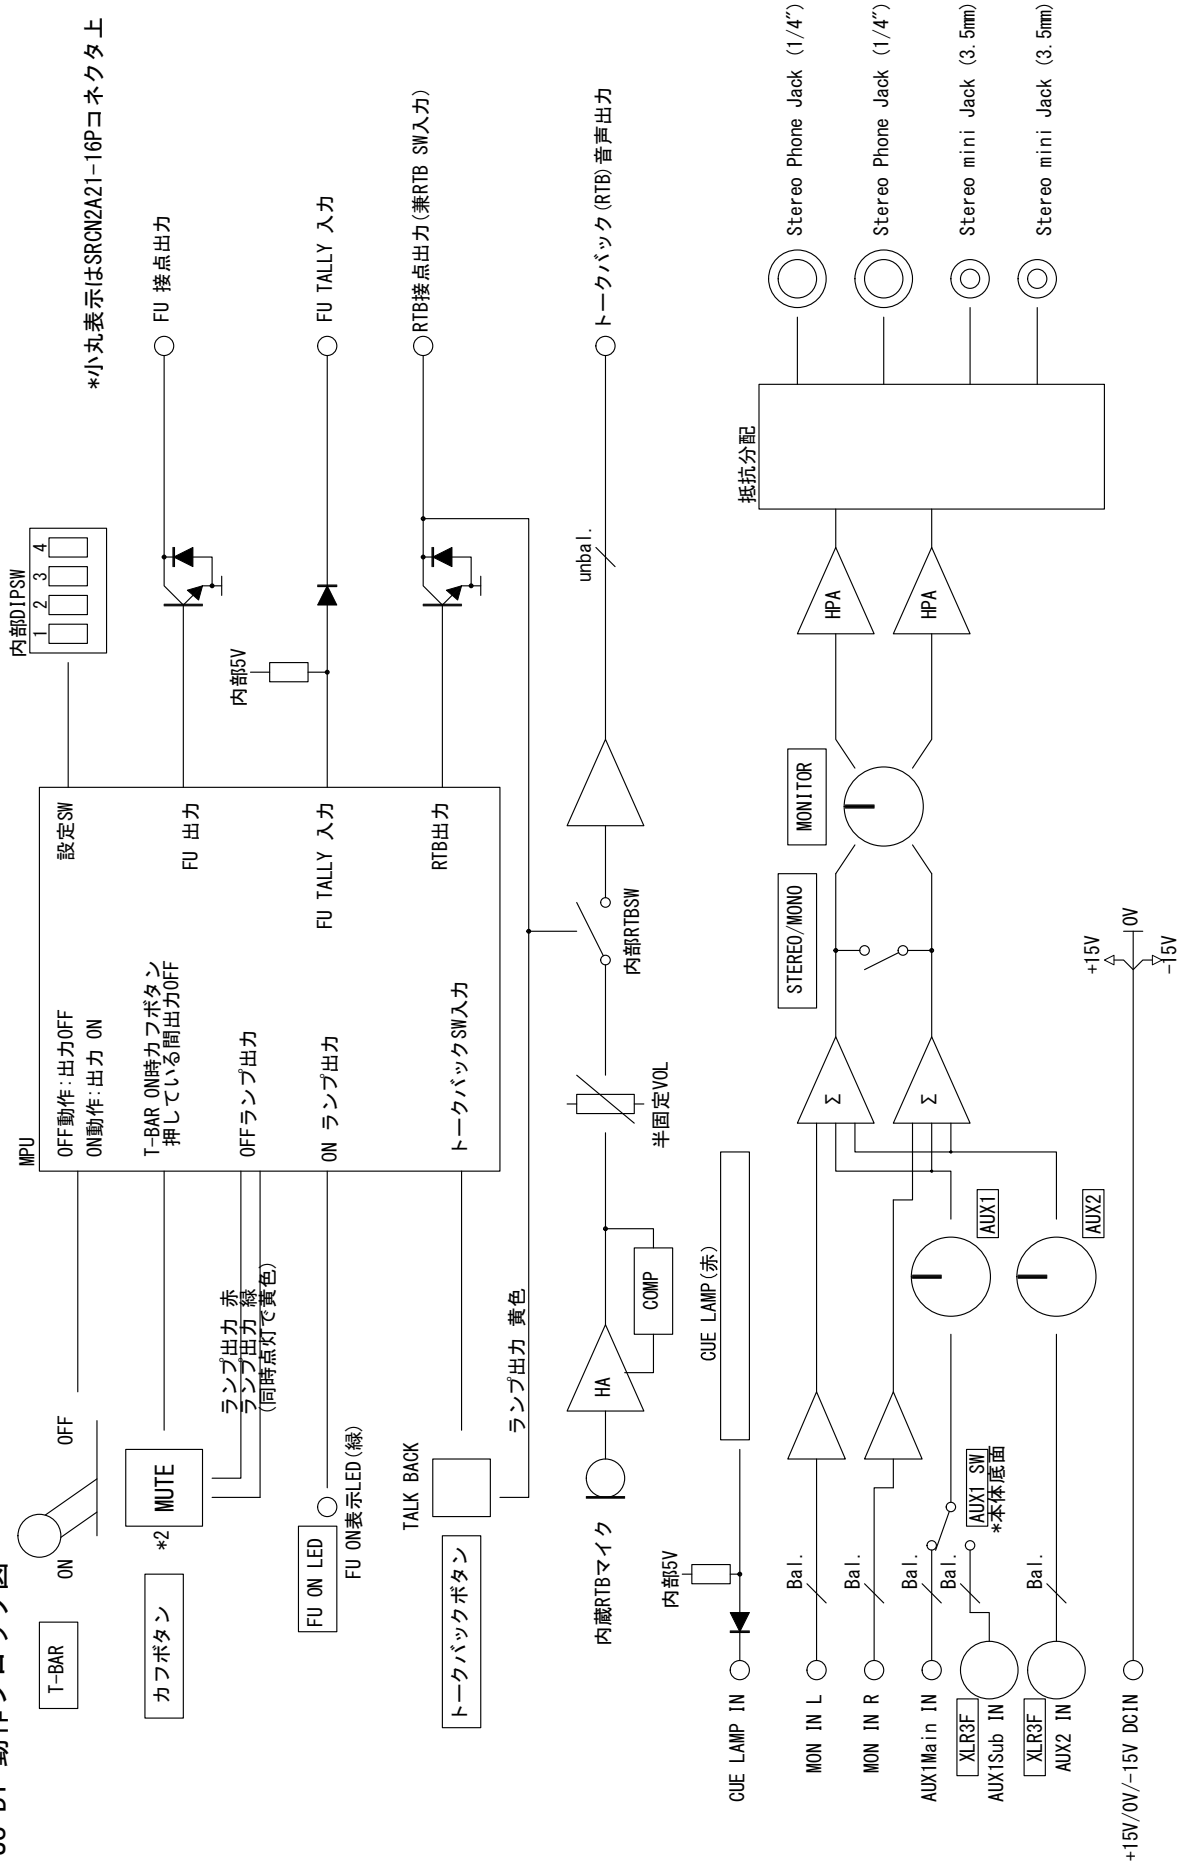 動作ブロック図
*小丸表示はSRCN2A21-16Pコネクタ上
T-BAR
ON
OFF
MPU
OFF動作:出力OFF
ON動作:出力 ON
設定SW
内部DIPSW
1 2 3 4
カフボタン
*2
MUTE
T-BAR ON時カフボタン
押している間出力OFF
FU 出力
FU 接点出力
ランプ出力 赤
ランプ出力 緑
(同時点灯で黄色)
OFFランプ出力
FU ON LED
FU ON表示LED(緑)
ON ランプ出力
FU TALLY 入力
内部5V
FU TALLY 入力
トークバックボタン
TALK BACK
トークバックSW入力
RTB出力
RTB接点出力(兼RTB SW入力)
ランプ出力 黄色
内蔵RTBマイク
HA
COMP
半固定VOL
内部RTBSW
unbal.
トークバック(RTB)音声出力
CUE LAMP IN
内部5V
CUE LAMP(赤)
MON IN L
Bal.
MON IN R
Bal.
AUX1Main IN
Bal.
XLR3F
AUX1Sub IN
Bal.
AUX1 SW
*本体底面
XLR3F
AUX2 IN
Bal.
AUX1
AUX2
Σ
Σ
STEREO/MONO
MONITOR
HPA
HPA
抵抗分配
Stereo Phone Jack (1/4″)
Stereo Phone Jack (1/4″)
Stereo mini Jack (3.5mm)
Stereo mini Jack (3.5mm)
+15V/0V/-15V DCIN
+15V
0V
-15V